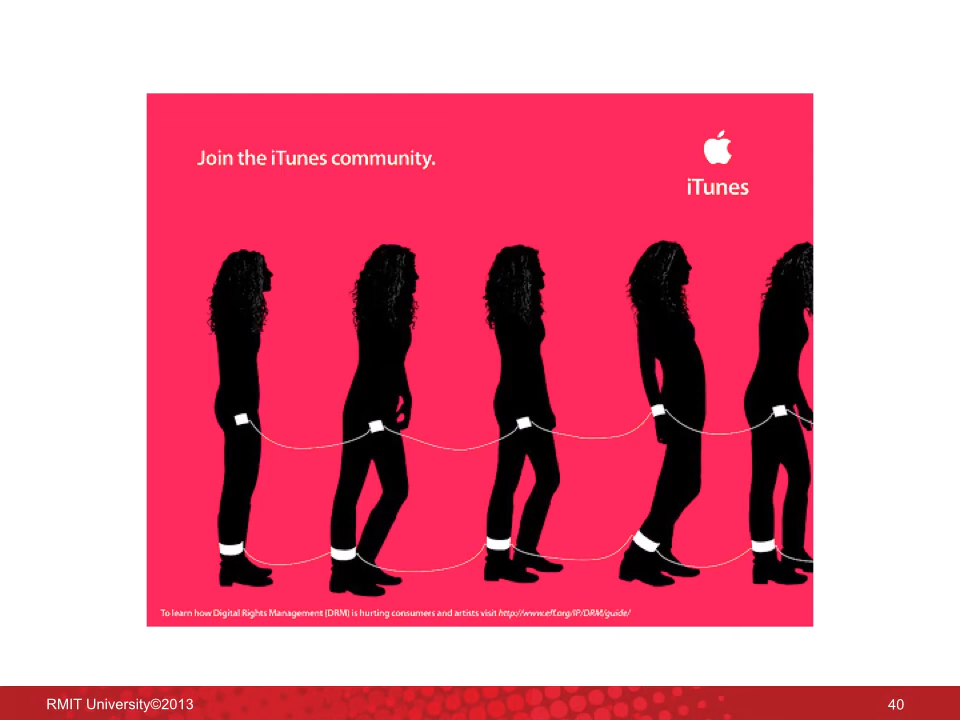 Join the iTunes community.
iTunes
To learn how Digital Rights Management (DRM) is hurting consumers and artists visit http://www.eff.org/IP/DRM/guide/
RMIT University©2013
40